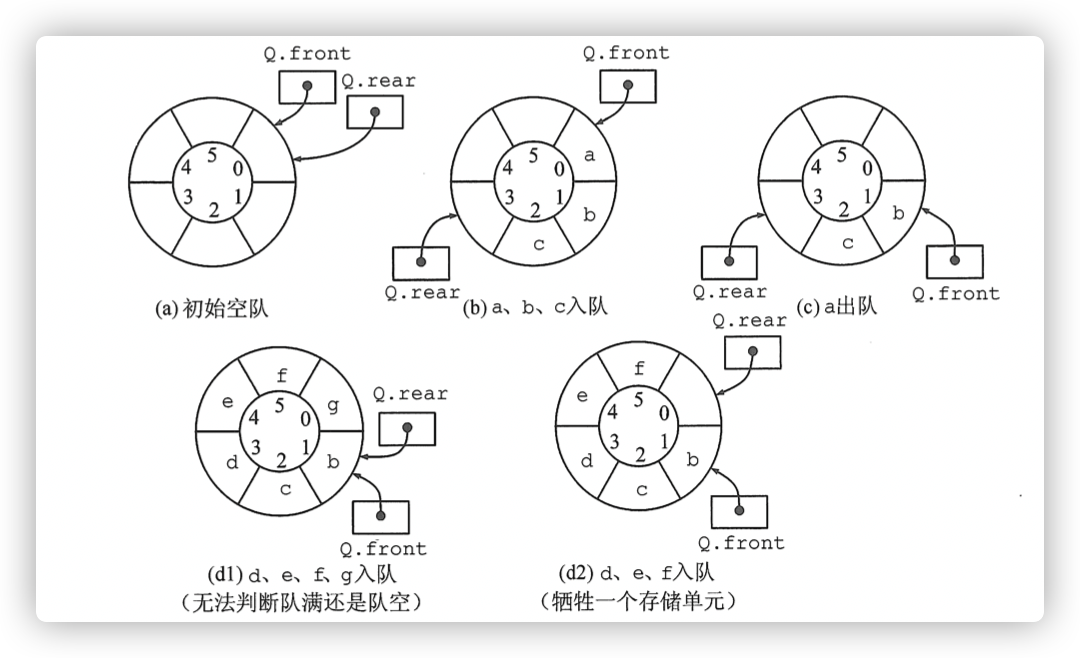 Q.front
Q.rear
5
4 0
3 1
2
(a) 初始空队
Q.front
5
4 0 a
3 1 b
2
c
Q.rear
(b) a、b、c入队
5
4 0
3 1 b
2
c
Q.rear
Q.front
(c) a出队
f
e 5 g
4 0
3 1
d 2 b
c
Q.rear
Q.front
(d1) d、e、f、g入队
（无法判断队满还是队空）
Q.rear
f
e 5
4 0
3 1
d 2 b
c
Q.front
(d2) d、e、f入队
（牺牲一个存储单元）